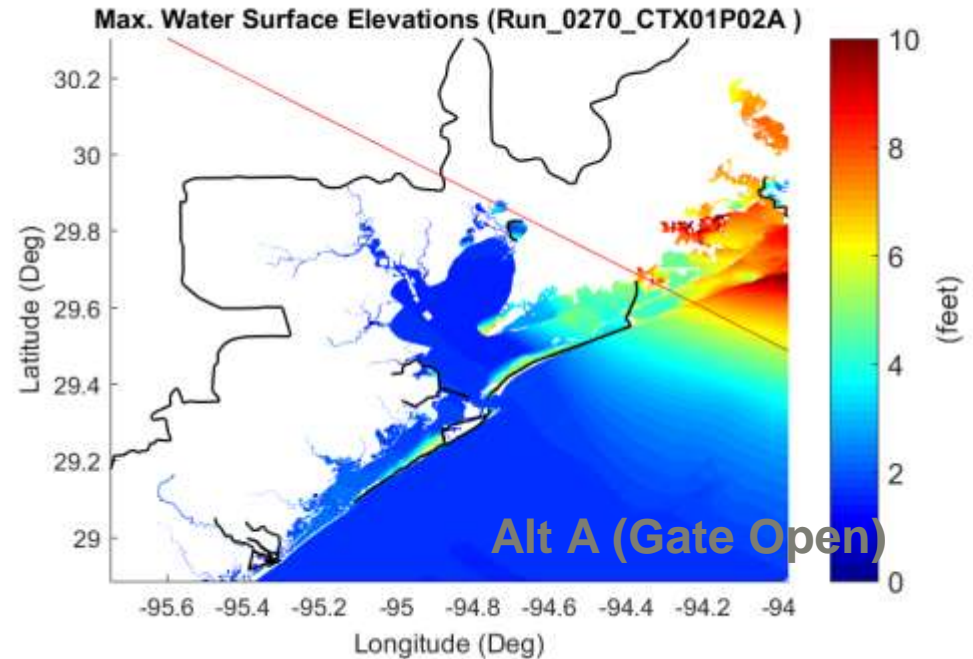 Max. Water Surface Elevations (Run_0270_CTX01P02A )
Latitude (Deg)
30.2
30
29.8
29.6
29.4
29.2
29
-95.6 -95.4 -95.2 -95 -94.8 -94.6 -94.4 -94.2 -94
Longitude (Deg)
Alt A (Gate Open)
10
8
6
4
2
0
(feet)